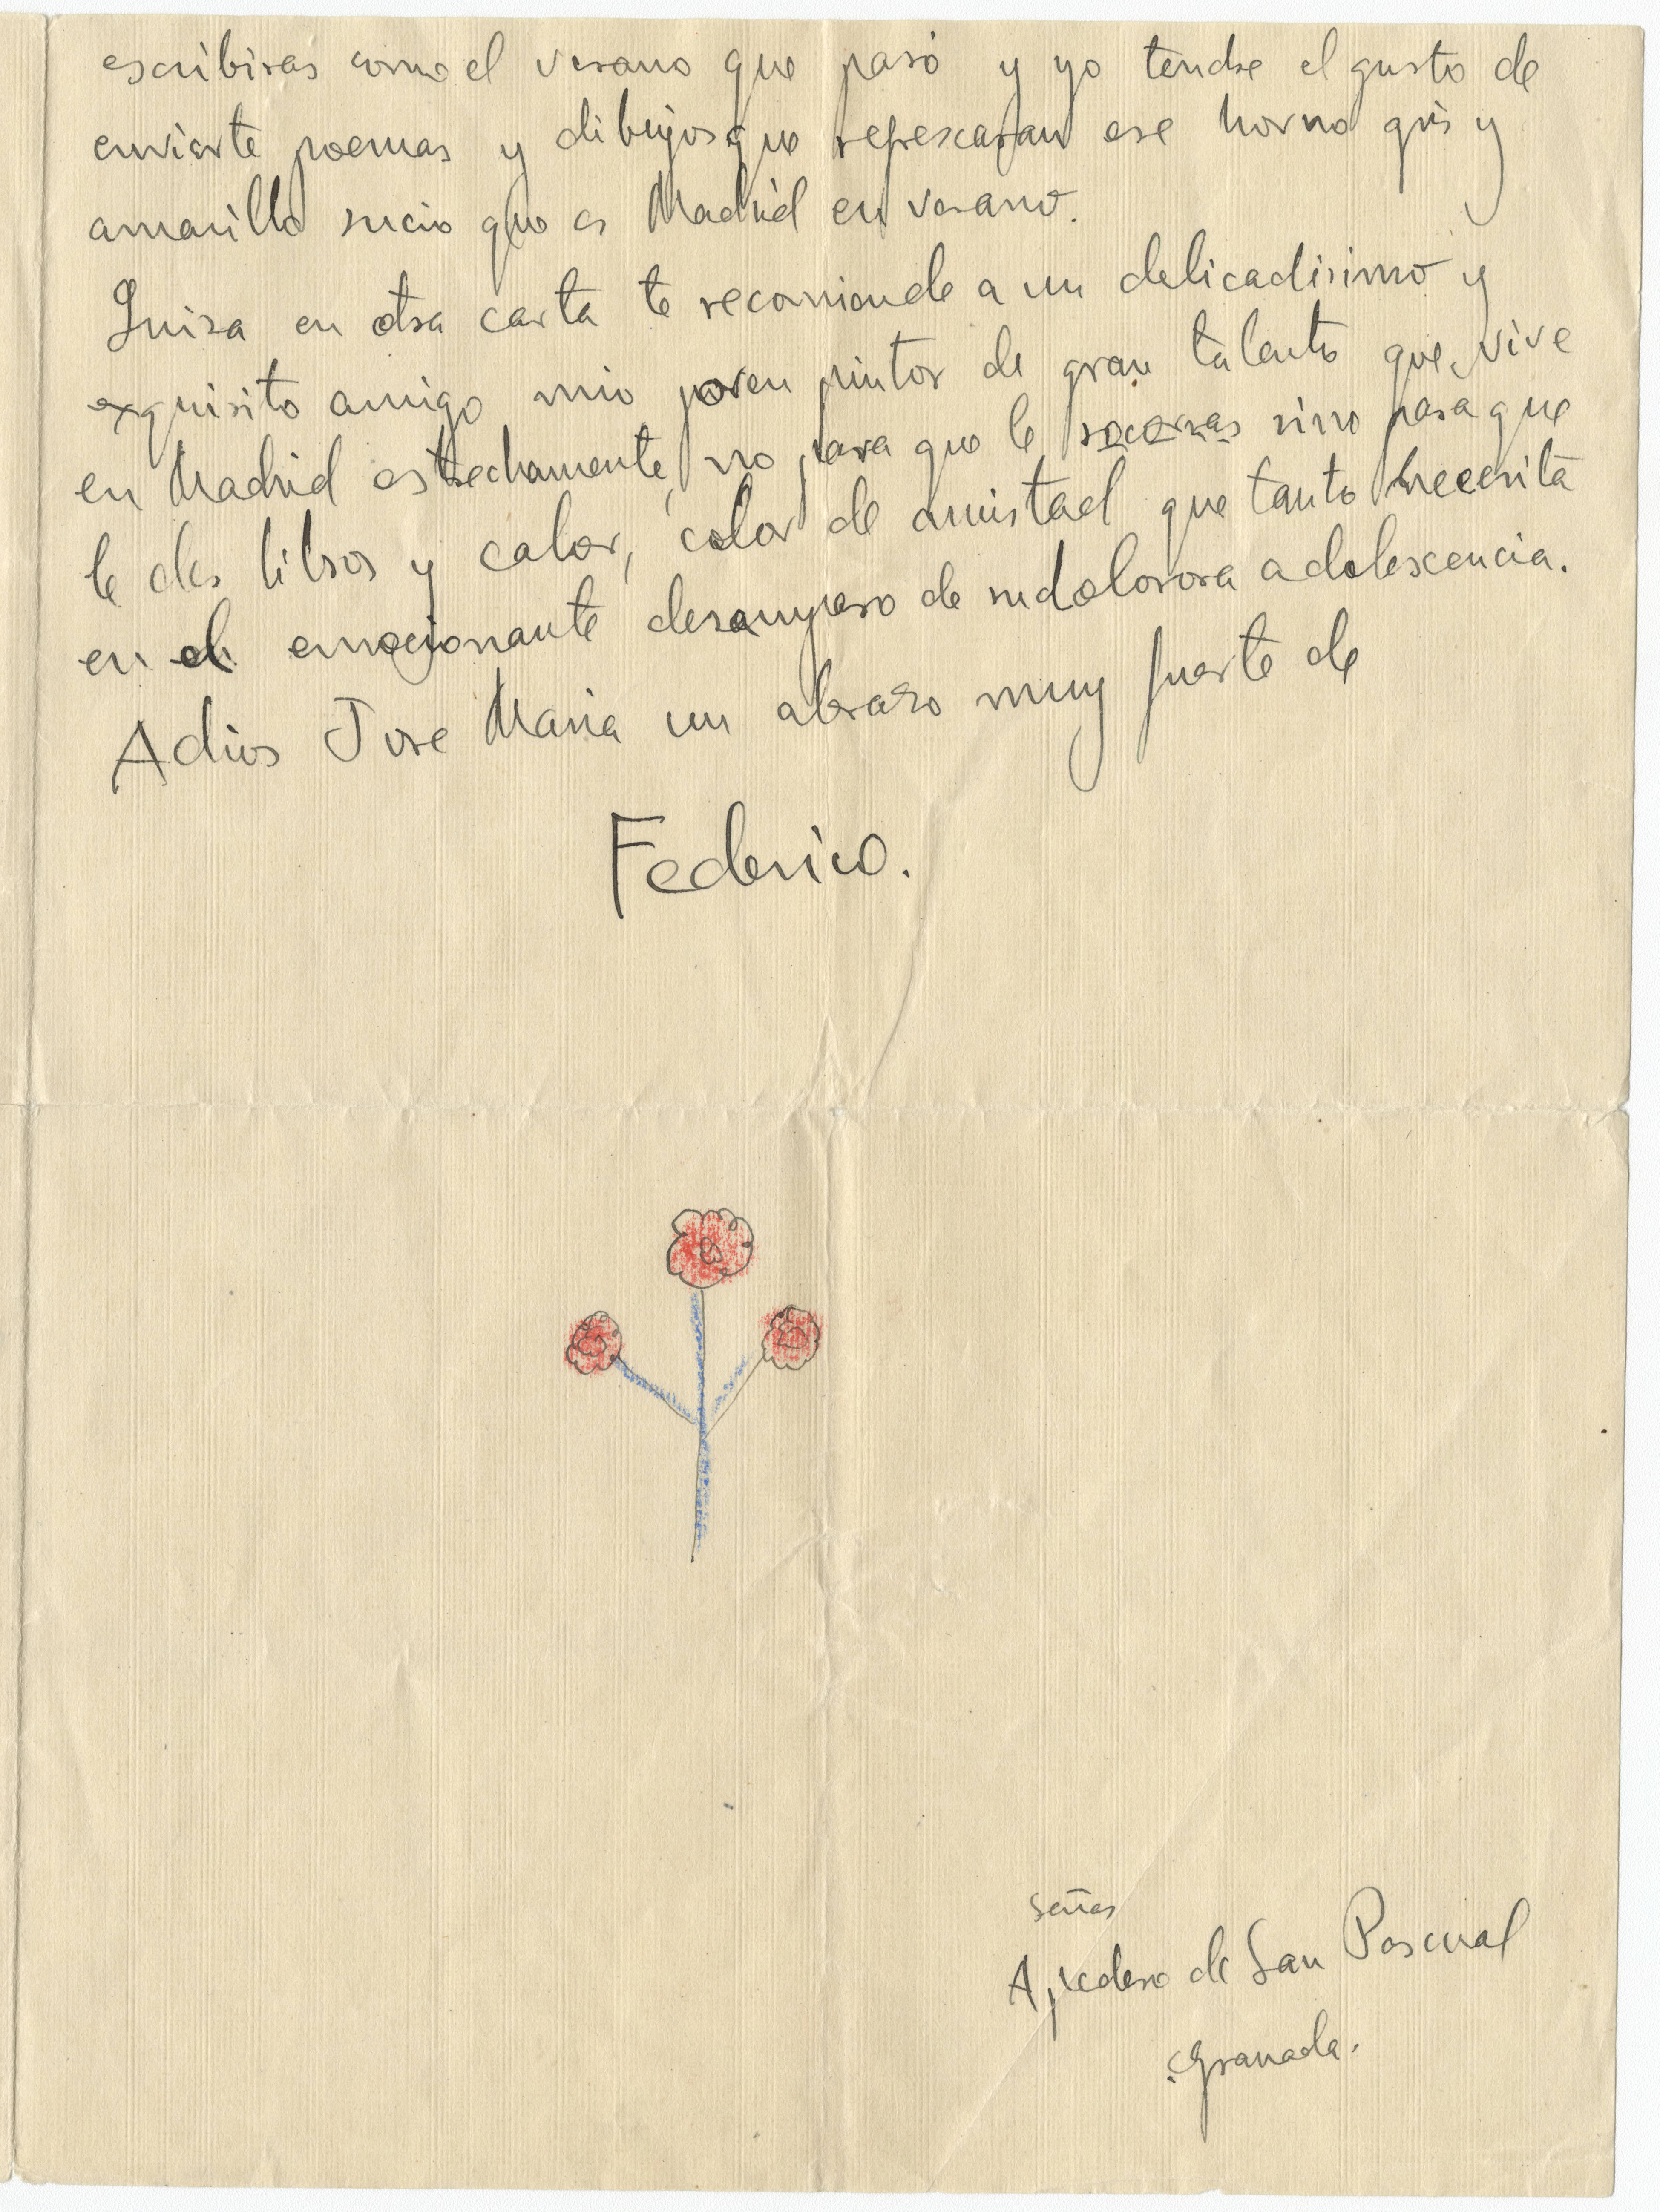 escribiras como el verano que pasó y yo tendre el gusto de
enviarte poemas y dibujos que refrescaran ese horno gris y
amarillo sucio que es Madrid en verano.
Quiza en otra carta te recomiende a un delicadisimo y
exquisito amigo mio joven pintor de gran talento que vive
en Madrid estrechamente, no para que le socorras sino para que
le des libros y calor, calor de amistad que tanto necesita
en el emocionante desamparo de su dolorosa adolescencia.
Adios Jose Maria un abrazo muy fuerte de
Federico.
Señas
Apeadero de San Pascual
Granada.